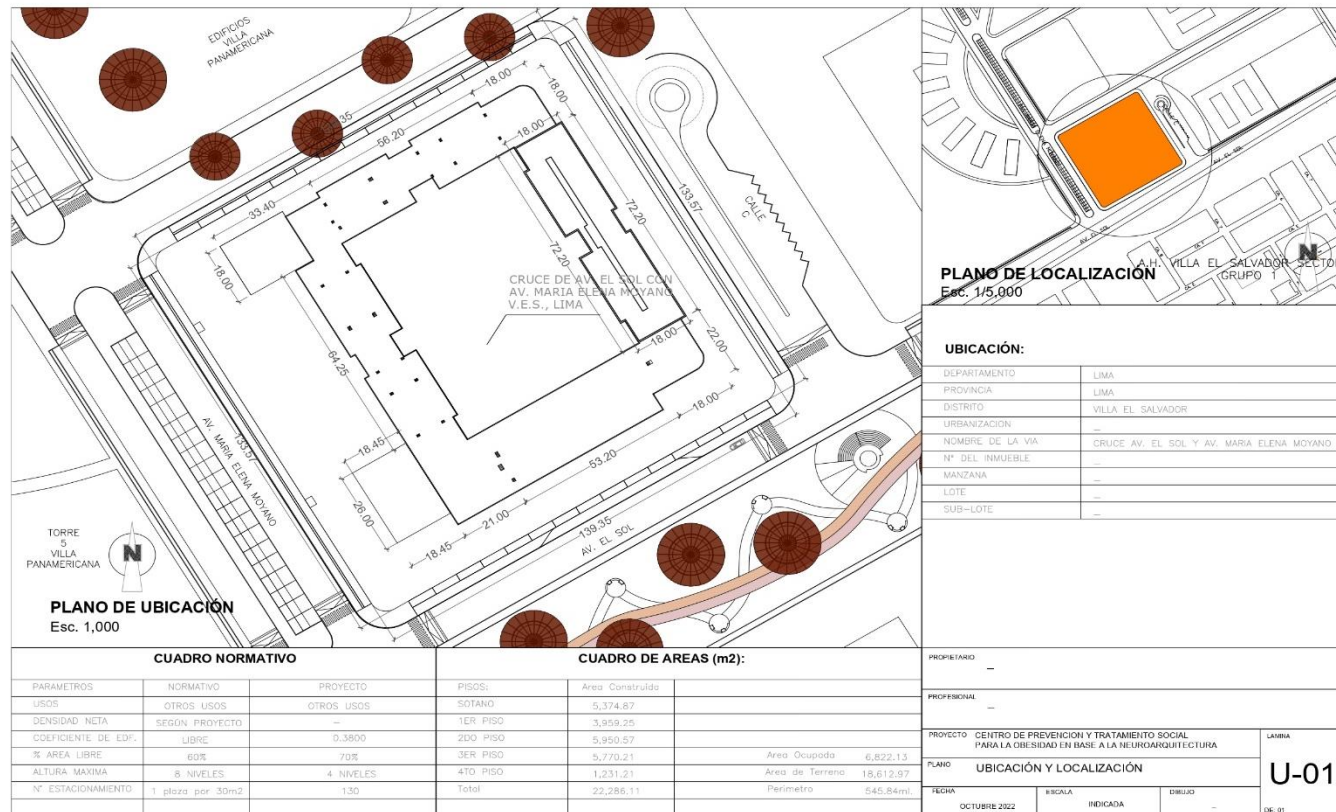 EDIFICIOS
VILLA
PANAMERICANA
18.00
18.00
56.20
18.00
33.40
133.57
CALLE
C
72.20
72.20
18.00
CRUCE DE AV. EL SOL CON
AV. MARIA ELENA MOYANO
V.E.S., LIMA
18.00
22.00
64.25
18.00
AV. MARIA ELENA MOYANO
133.57
18.45
53.20
26.00
21.00
18.45
139.35
AV. EL SOL
TORRE
5
VILLA
PANAMERICANA
N
PLANO DE UBICACIÓN
Esc. 1,000
AV. EL SOL
AV. EL SOL
A.H. VILLA EL SALVADOR SECTOR
GRUPO 1
N
PLANO DE LOCALIZACIÓN
Esc. 1/5,000
UBICACIÓN:
DEPARTAMENTO LIMA
PROVINCIA LIMA
DISTRITO VILLA EL SALVADOR
URBANIZACION _
NOMBRE DE LA VIA CRUCE AV. EL SOL Y AV. MARIA ELENA MOYANO
N° DEL INMUEBLE _
MANZANA _
LOTE _
SUB-LOTE _
CUADRO NORMATIVO
PARAMETROS NORMATIVO PROYECTO
USOS OTROS USOS OTROS USOS
DENSIDAD NETA SEGÚN PROYECTO -
COEFICIENTE DE EDF. LIBRE 0.3800
% AREA LIBRE 60% 70%
ALTURA MAXIMA 8 NIVELES 4 NIVELES
N° ESTACIONAMIENTO 1 plaza por 30m2 130
CUADRO DE AREAS (m2):
PISOS: Area Construida
SOTANO 5,374.87
1ER PISO 3,959.25
2DO PISO 5,950.57
3ER PISO 5,770.21 Area Ocupada 6,822.13
4TO PISO 1,231.21 Area de Terreno 18,612.97
Total 22,286.11 Perimetro 545.84ml.
PROPIETARIO
_
PROFESIONAL
_
PROYECTO CENTRO DE PREVENCION Y TRATAMIENTO SOCIAL
PARA LA OBESIDAD EN BASE A LA NEUROARQUITECTURA
PLANO UBICACIÓN Y LOCALIZACIÓN
LAMINA
U-01
FECHA ESCALA DIBUJO
OCTUBRE 2022 INDICADA _
DE: 01